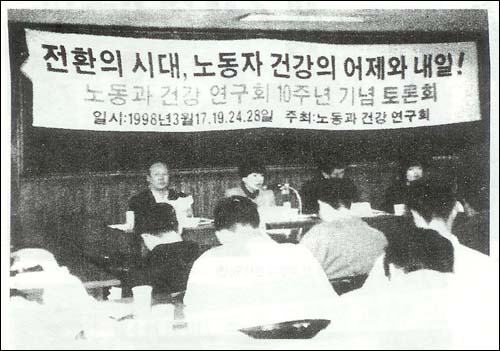 전환의 시대, 노동자 건강의 어제와 내일!
노동과 건강 연구회 10주년 기념 토론회
일시:1998년3월17.19.24.28일 주최:노동과 건강 연구회